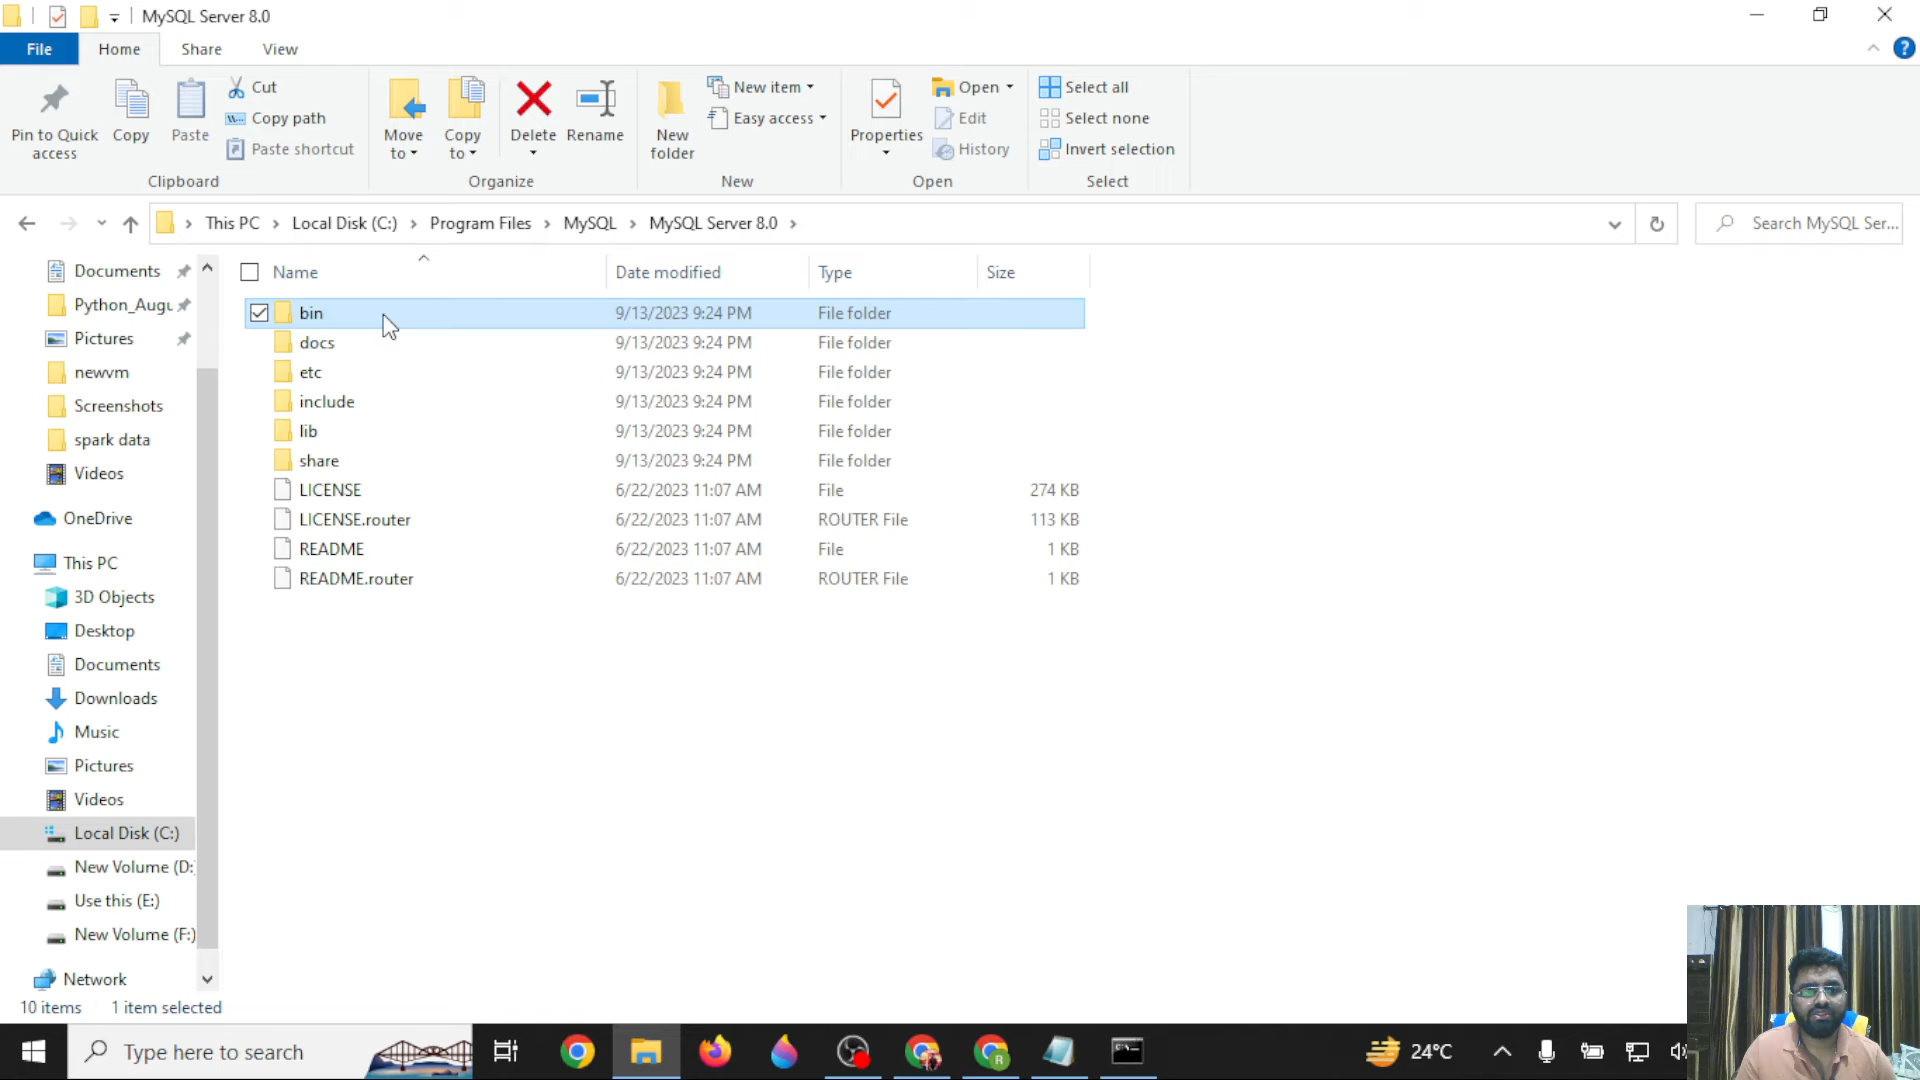 MySQL Server 8.0
File Home Share View
Pin to Quick access
Copy
Paste
Cut
Copy path
Paste shortcut
Clipboard
Move to
Copy to
Delete
Rename
Organize
New folder
New item
Easy access
New
Properties
Open
Edit
History
Open
Select all
Select none
Invert selection
Select
This PC Local Disk (C:) Program Files MySQL MySQL Server 8.0
Search MySQL Ser...
Documents
Python_Augu
Pictures
newvm
Screenshots
spark data
Videos
OneDrive
This PC
3D Objects
Desktop
Documents
Downloads
Music
Pictures
Videos
Local Disk (C:)
New Volume (D:
Use this (E:)
New Volume (F:)
Network
Name Date modified Type Size
bin 9/13/2023 9:24 PM File folder
docs 9/13/2023 9:24 PM File folder
etc 9/13/2023 9:24 PM File folder
include 9/13/2023 9:24 PM File folder
lib 9/13/2023 9:24 PM File folder
share 9/13/2023 9:24 PM File folder
LICENSE 6/22/2023 11:07 AM File 274 KB
LICENSE.router 6/22/2023 11:07 AM ROUTER File 113 KB
README 6/22/2023 11:07 AM File 1 KB
README.router 6/22/2023 11:07 AM ROUTER File 1 KB
10 items 1 item selected
Type here to search
R
24°C